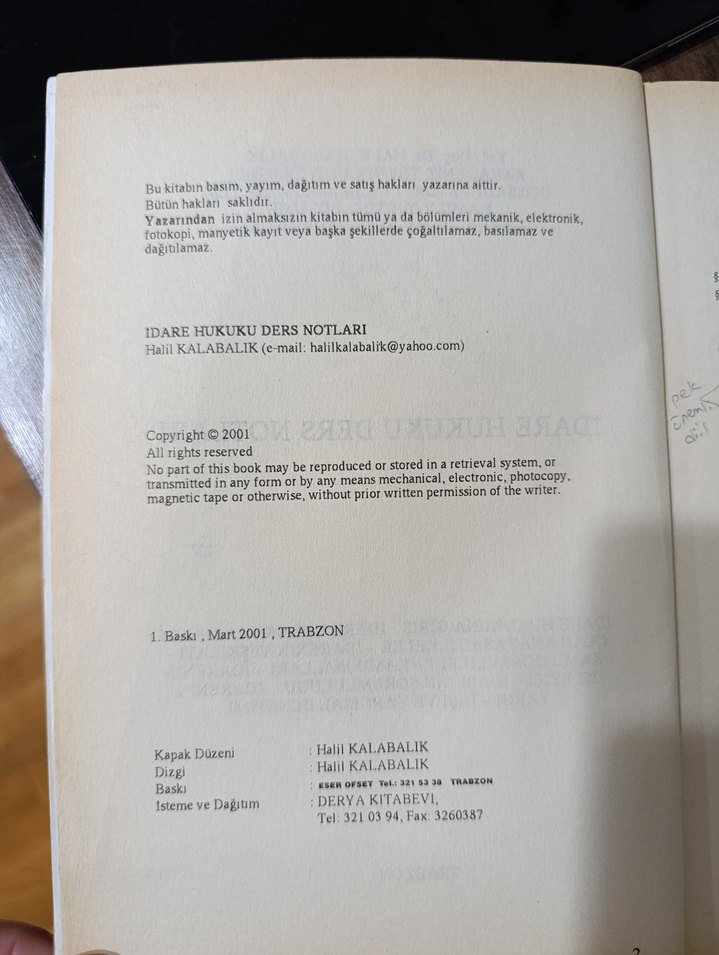 Bu kitabın basım, yayım, dağıtım ve satış hakları yazarına aittir.
Bütün hakları saklıdır.
Yazarından izin almaksızın kitabın tümü ya da bölümleri mekanik, elektronik,
fotokopi, manyetik kayıt veya başka şekillerde çoğaltılamaz, basılamaz ve
dağıtılamaz.
İDARE HUKUKU DERS NOTLARI
Halil KALABALIK (e-mail: halilkalabalik@yahoo.com)
Copyright © 2001
All rights reserved
No part of this book may be reproduced or stored in a retrieval system, or
transmitted in any form or by any means mechanical, electronic, photocopy,
magnetic tape or otherwise, without prior written permission of the writer.
1. Baskı , Mart 2001 , TRABZON
Kapak Düzeni : Halil KALABALIK
Dizgi : Halil KALABALIK
Baskı : ESER OFSET Tel.: 321 53 38 TRABZON
İsteme ve Dağıtım : DERYA KİTABEVİ,
Tel: 321 03 94, Fax: 3260387
§
§
pek